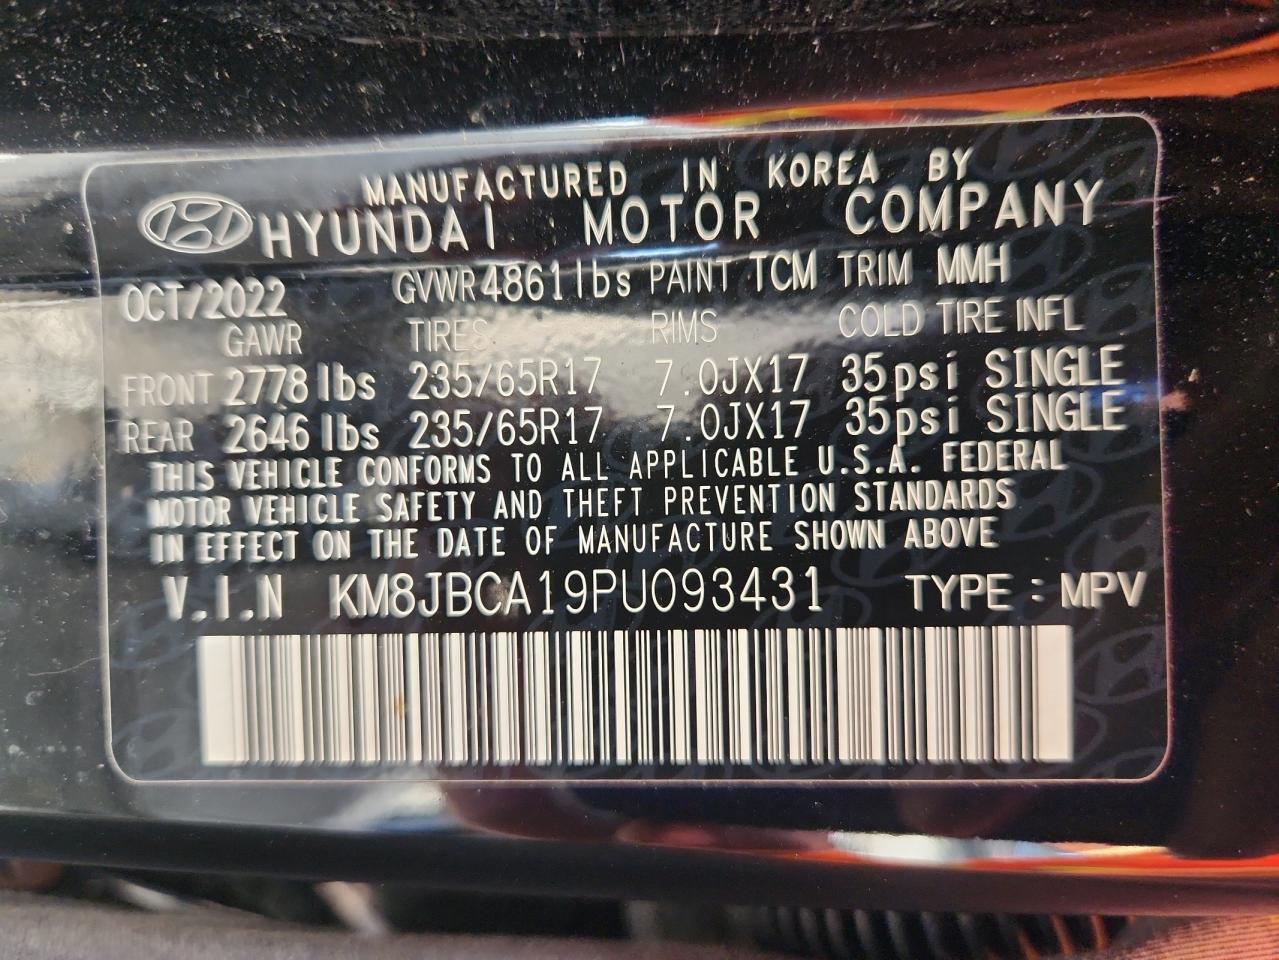 MANUFACTURED IN KOREA BY
HYUNDAI MOTOR COMPANY
OCT/2022 GVWR 4861lbs PAINT TCM TRIM MMH
GAWR TIRES RIMS COLD TIRE INFL
FRONT 2778 lbs 235/65R17 7.0JX17 35psi SINGLE
REAR 2646 lbs 235/65R17 7.0JX17 35psi SINGLE
THIS VEHICLE CONFORMS TO ALL APPLICABLE U.S.A. FEDERAL
MOTOR VEHICLE SAFETY AND THEFT PREVENTION STANDARDS
IN EFFECT ON THE DATE OF MANUFACTURE SHOWN ABOVE
V.I.N KM8JBCA19PU093431 TYPE : MPV